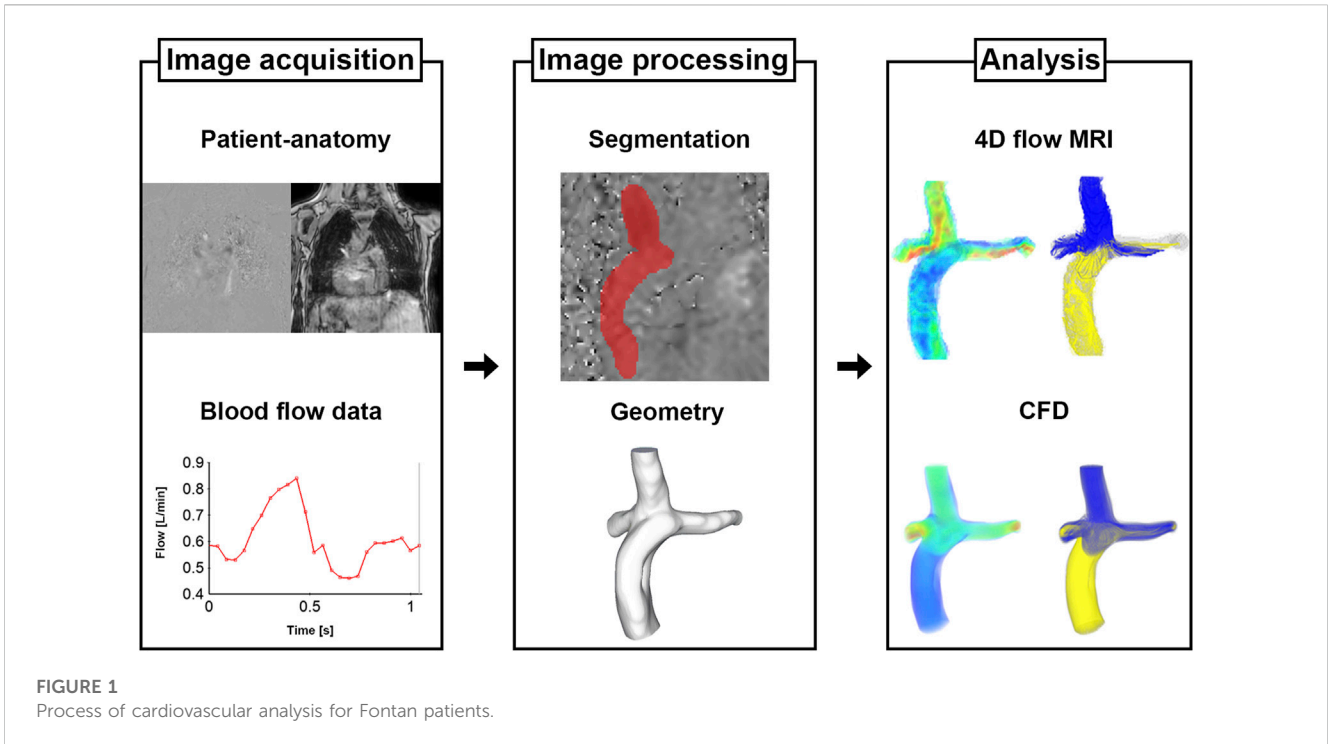 Image acquisition
Patient-anatomy
Blood flow data
Flow [L/min]
0.9
0.8
0.7
0.6
0.5
0.4
0
0.5
1
Time [s]
Image processing
Segmentation
Geometry
Analysis
4D flow MRI
CFD
FIGURE 1
Process of cardiovascular analysis for Fontan patients.